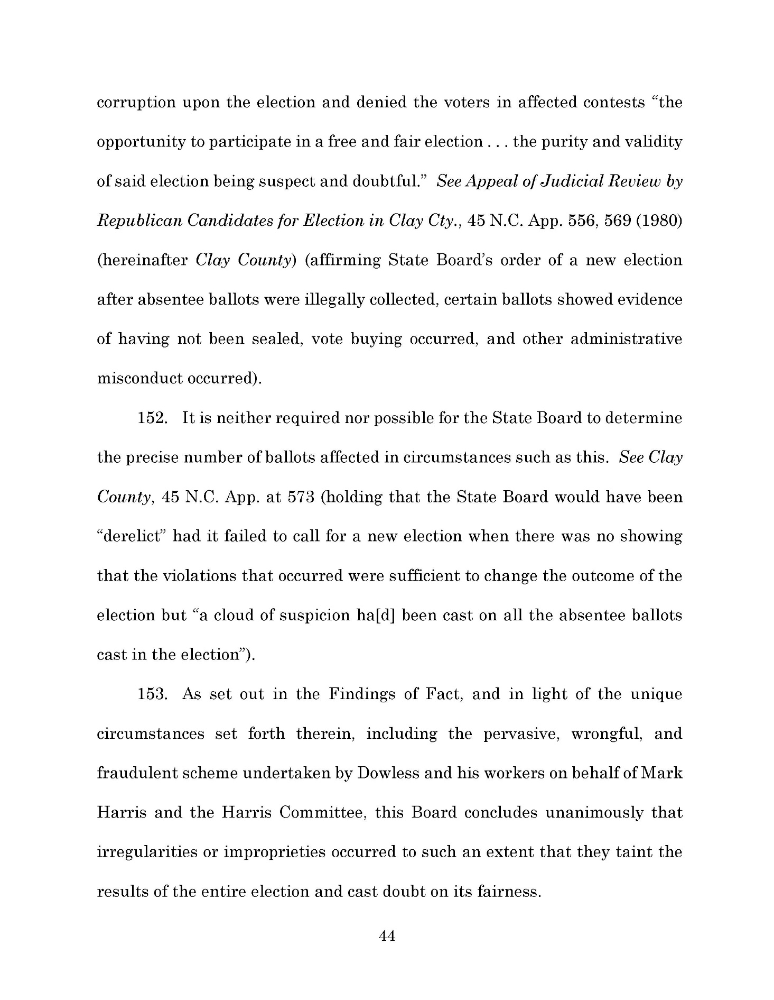 corruption upon the election and denied the voters in affected contests “the
opportunity to participate in a free and fair election . . . the purity and validity
of said election being suspect and doubtful.” See Appeal of Judicial Review by
Republican Candidates for Election in Clay Cty., 45 N.C. App. 556, 569 (1980)
(hereinafter Clay County) (affirming State Board’s order of a new election
after absentee ballots were illegally collected, certain ballots showed evidence
of having not been sealed, vote buying occurred, and other administrative
misconduct occurred).
152. It is neither required nor possible for the State Board to determine
the precise number of ballots affected in circumstances such as this. See Clay
County, 45 N.C. App. at 573 (holding that the State Board would have been
“derelict” had it failed to call for a new election when there was no showing
that the violations that occurred were sufficient to change the outcome of the
election but “a cloud of suspicion ha[d] been cast on all the absentee ballots
cast in the election”).
153. As set out in the Findings of Fact, and in light of the unique
circumstances set forth therein, including the pervasive, wrongful, and
fraudulent scheme undertaken by Dowless and his workers on behalf of Mark
Harris and the Harris Committee, this Board concludes unanimously that
irregularities or improprieties occurred to such an extent that they taint the
results of the entire election and cast doubt on its fairness.
44